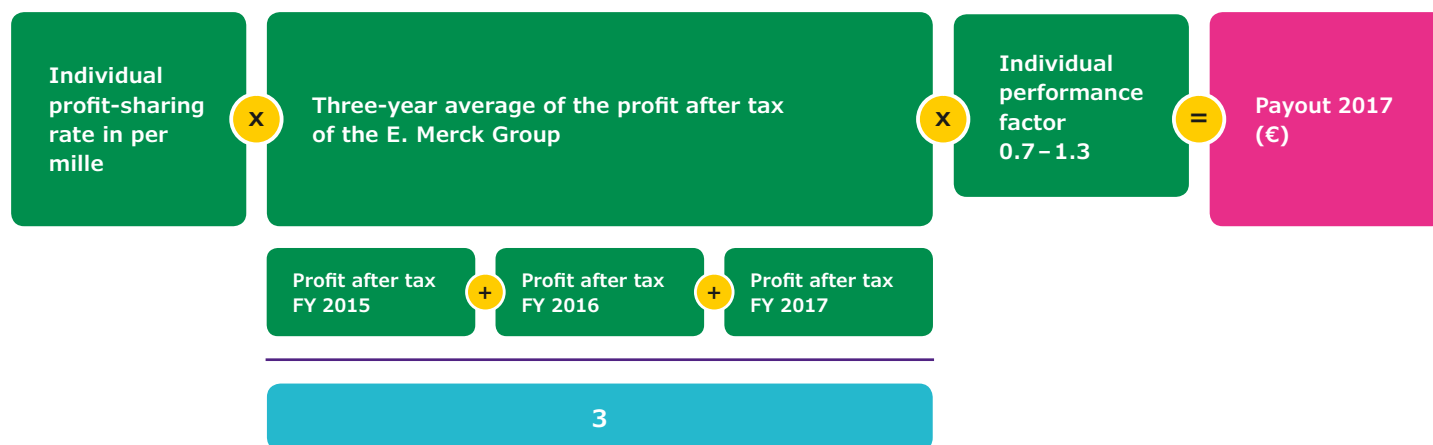 Individual
profit-sharing
rate in per
mille
x
Three-year average of the profit after tax
of the E. Merck Group
x
Individual
performance
factor
0.7 – 1.3
=
Payout 2017
(€)
Profit after tax
FY 2015
+
Profit after tax
FY 2016
+
Profit after tax
FY 2017
3